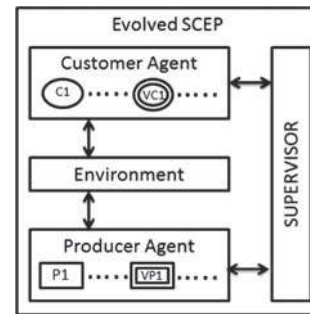 Evolved SCEP
Customer Agent
C1 ..... VC1 .....
Environment
Producer Agent
P1 ..... VP1 .....
SUPERVISOR